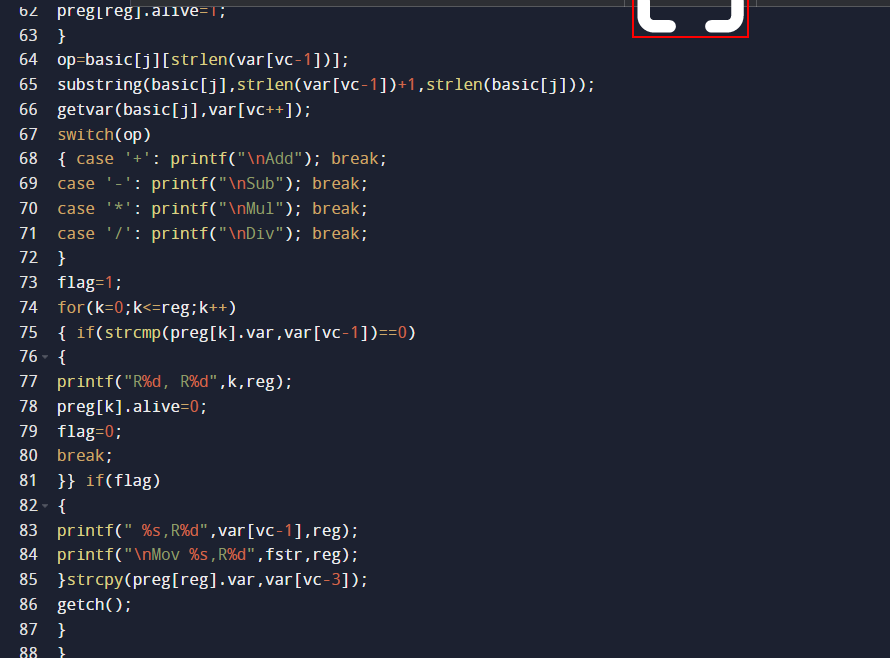 62 preg[reg].alive=1;
63 }
64 op=basic[j][strlen(var[vc-1])];
65 substring(basic[j],strlen(var[vc-1])+1,strlen(basic[j]));
66 getvar(basic[j],var[vc++]);
67 switch(op)
68 { case '+': printf("\nAdd"); break;
69 case '-': printf("\nSub"); break;
70 case '*': printf("\nMul"); break;
71 case '/': printf("\nDiv"); break;
72 }
73 flag=1;
74 for(k=0;k<=reg;k++)
75 { if(strcmp(preg[k].var,var[vc-1])==0)
76 {
77 printf("R%d, R%d",k,reg);
78 preg[k].alive=0;
79 flag=0;
80 break;
81 }} if(flag)
82 {
83 printf(" %s,R%d",var[vc-1],reg);
84 printf("\nMov %s,R%d",fstr,reg);
85 }strcpy(preg[reg].var,var[vc-3]);
86 getch();
87 }
88 }